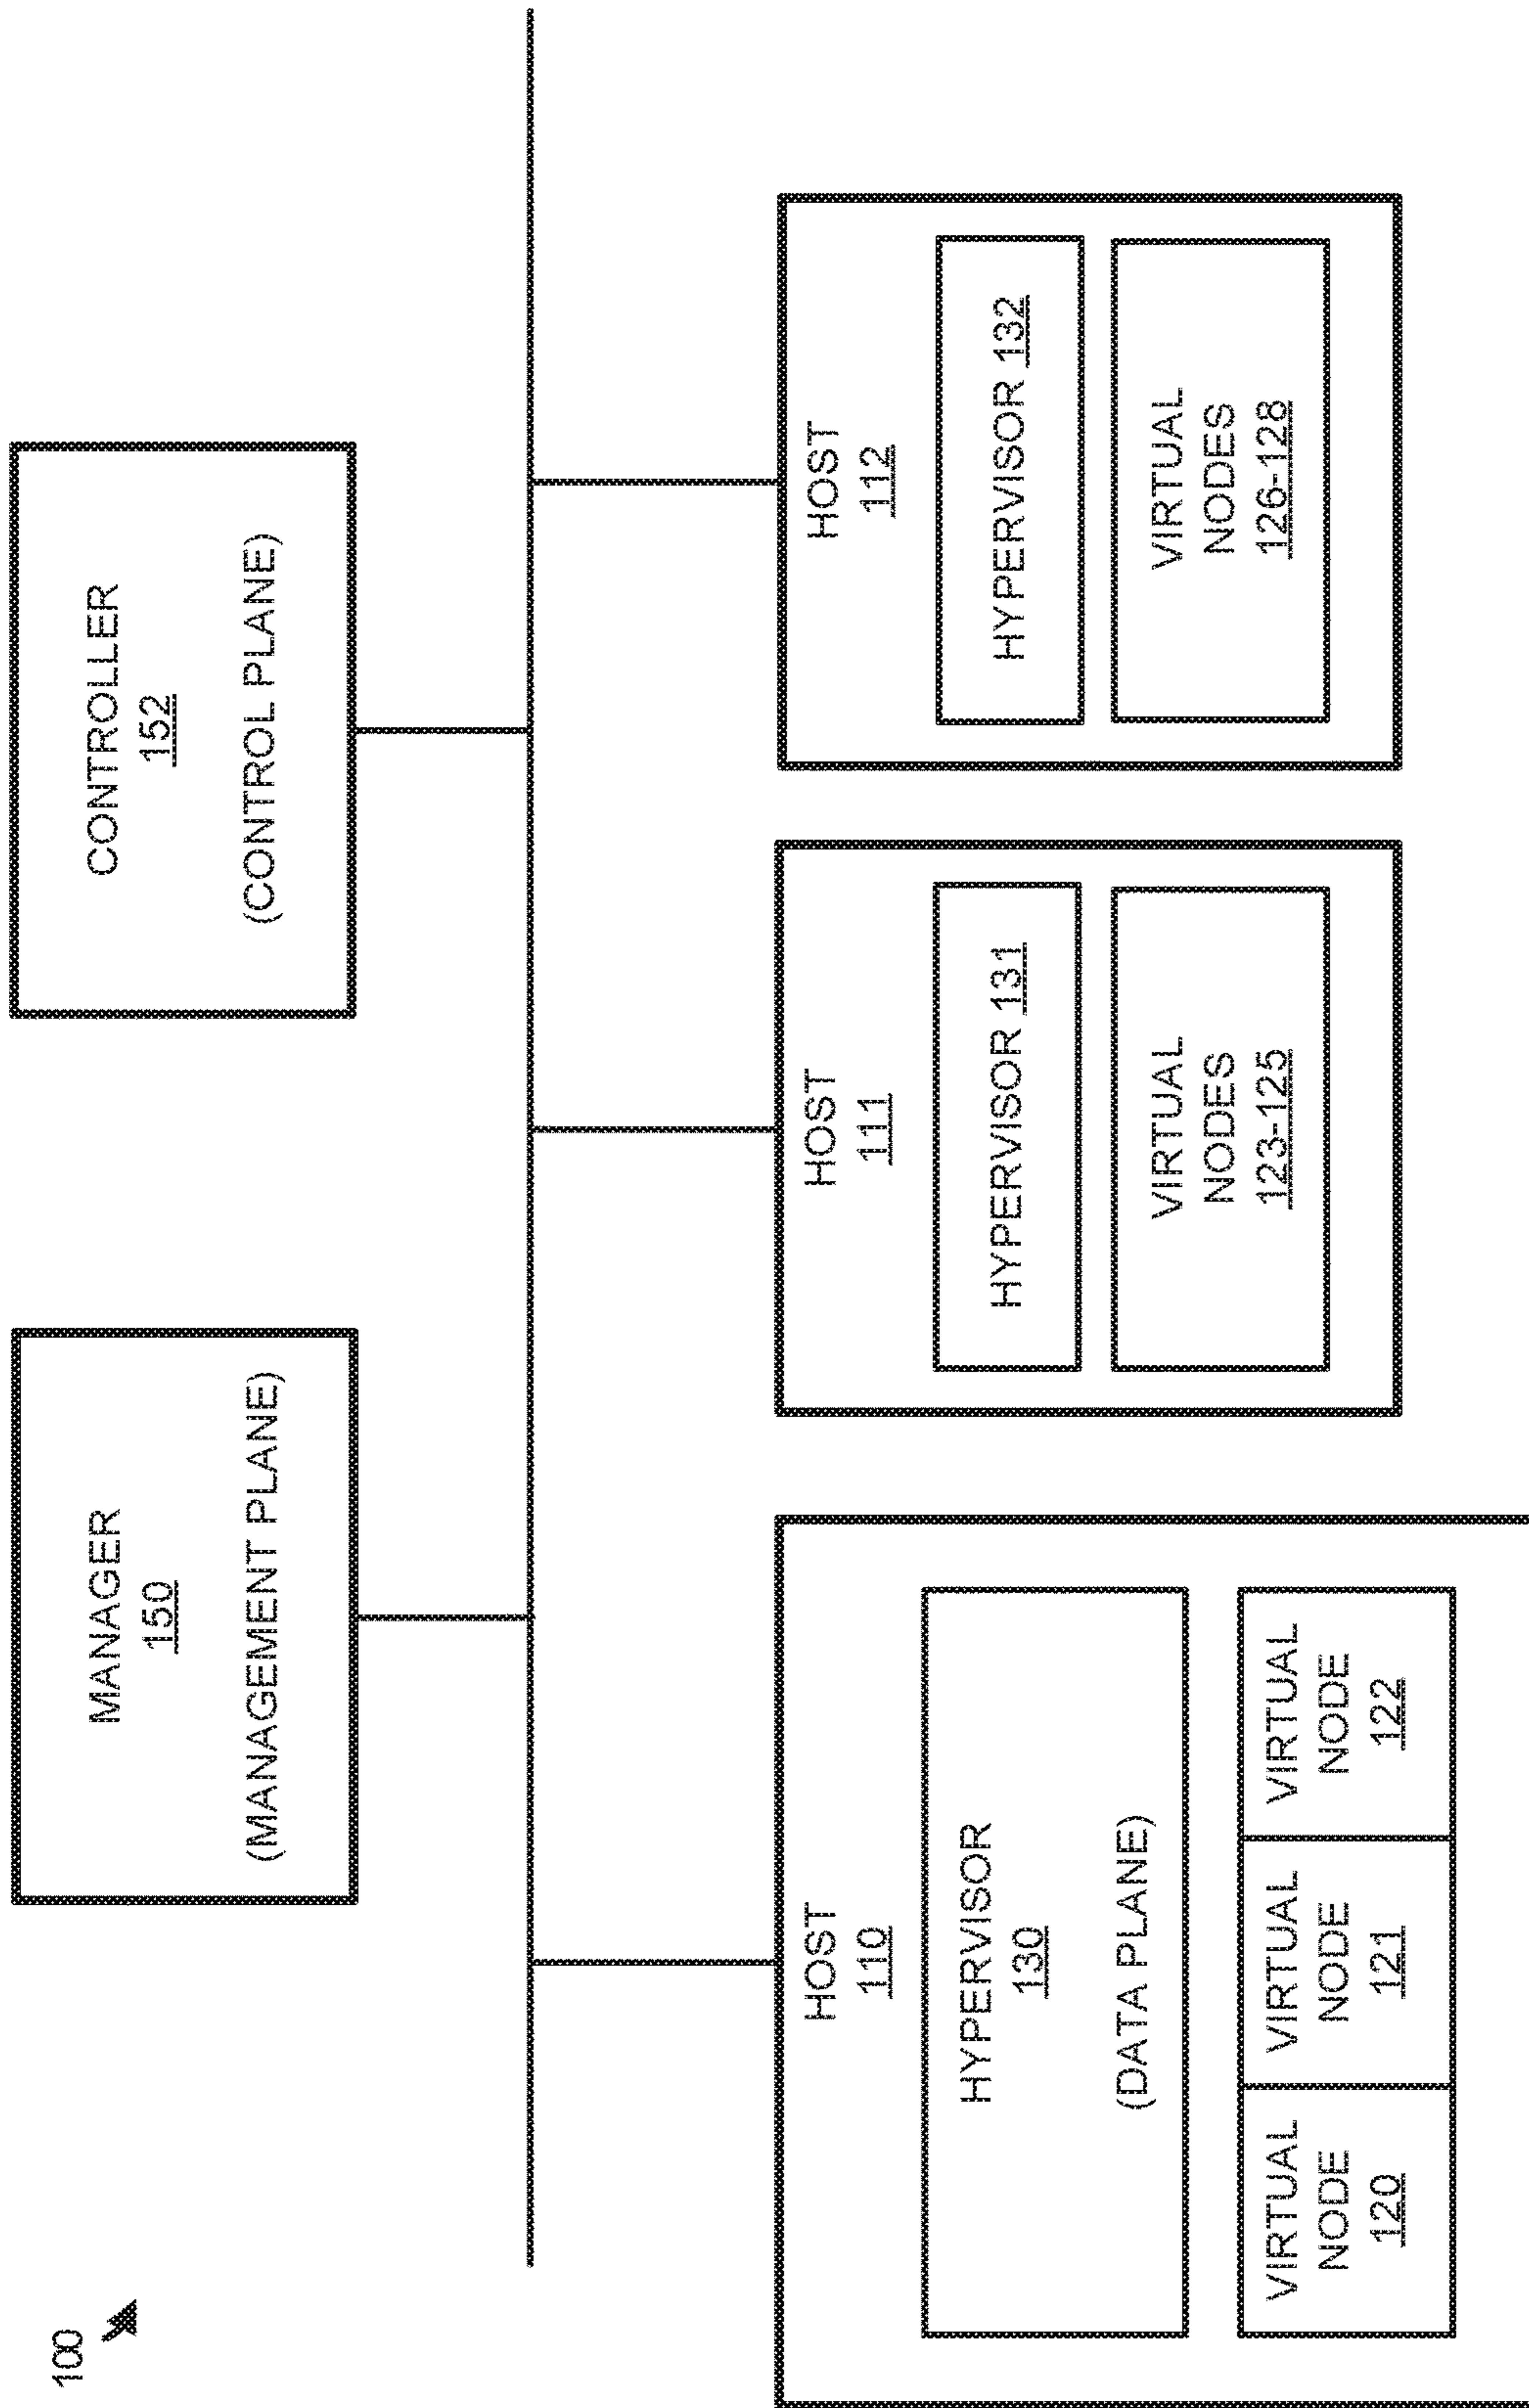 100
MANAGER
150
(MANAGEMENT PLANE)
CONTROLLER
152
(CONTROL PLANE)
HOST
110
HYPERVISOR
130
(DATA PLANE)
VIRTUAL
NODE
120
VIRTUAL
NODE
121
VIRTUAL
NODE
122
HOST
111
HYPERVISOR 131
VIRTUAL
NODES
123-125
HOST
112
HYPERVISOR 132
VIRTUAL
NODES
126-128